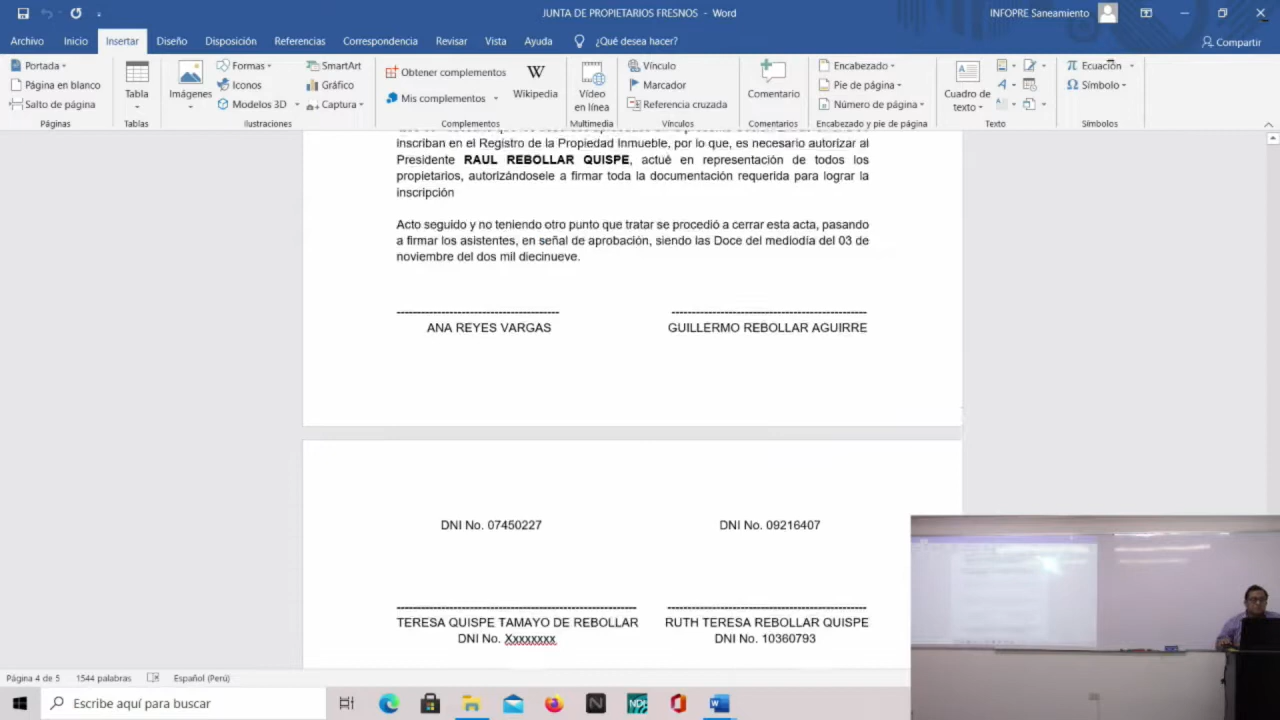 JUNTA DE PROPIETARIOS FRESNOS - Word
INFOPRE Saneamiento
Archivo Inicio Insertar Diseño Disposición Referencias Correspondencia Revisar Vista Ayuda ¿Qué desea hacer? Compartir
Portada
Página en blanco
Salto de página
Páginas
Tabla
Tablas
Imágenes
Formas
Iconos
Modelos 3D
SmartArt
Gráfico
Captura
Ilustraciones
Obtener complementos
Mis complementos
Wikipedia
Complementos
Vídeo
en línea
Multimedia
Vínculo
Marcador
Referencia cruzada
Vínculos
Comentario
Comentarios
Encabezado
Pie de página
Número de página
Encabezado y pie de página
Cuadro de
texto
Texto
Ecuación
Símbolo
Símbolos
inscriban en el Registro de la Propiedad Inmueble, por lo que, es necesario autorizar al
Presidente RAUL REBOLLAR QUISPE, actué en representación de todos los
propietarios, autorizándosele a firmar toda la documentación requerida para lograr la
inscripción
Acto seguido y no teniendo otro punto que tratar se procedió a cerrar esta acta, pasando
a firmar los asistentes, en señal de aprobación, siendo las Doce del mediodía del 03 de
noviembre del dos mil diecinueve.
ANA REYES VARGAS GUILLERMO REBOLLAR AGUIRRE
DNI No. 07450227 DNI No. 09216407
TERESA QUISPE TAMAYO DE REBOLLAR RUTH TERESA REBOLLAR QUISPE
DNI No. Xxxxxxxx DNI No. 10360793
Página 4 de 5 1544 palabras Español (Perú)
Escribe aquí para buscar